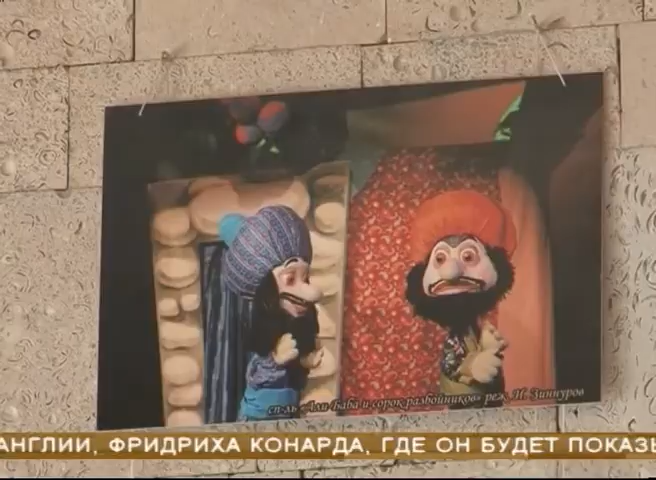 сп-ль «Али-Баба и сорок разбойников» реж. И. Зиннуров
АНГЛИИ, ФРИДРИХА КОНАРДА, ГДЕ ОН БУДЕТ ПОКАЗЫ